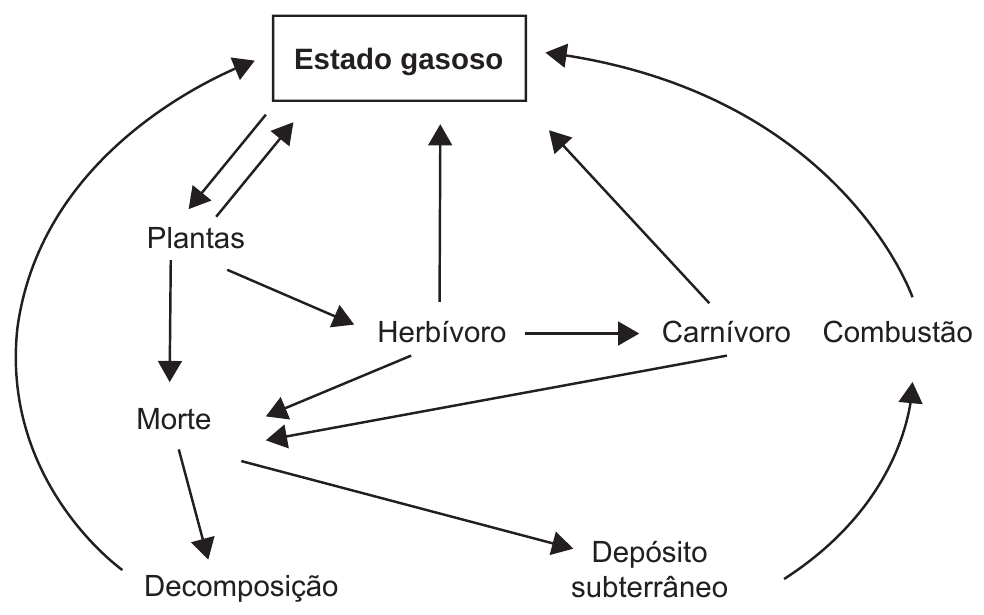 Estado gasoso
Plantas
Herbívoro
Carnívoro
Combustão
Morte
Depósito
subterrâneo
Decomposição